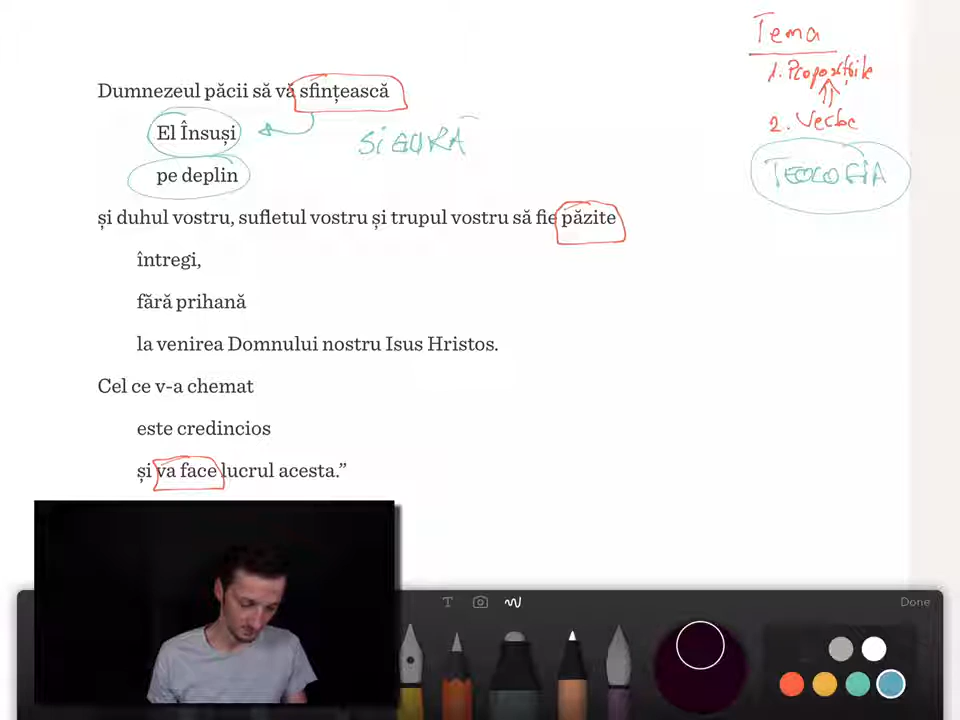 Tema
1. Propozițiile
2. Verbe
TEOLOGIA
Dumnezeul păcii să vă sfințească
El Însuși
SIGURĂ
pe deplin
și duhul vostru, sufletul vostru și trupul vostru să fie păzite
întregi,
fără prihană
la venirea Domnului nostru Isus Hristos.
Cel ce v-a chemat
este credincios
și va face lucrul acesta.”
T
Done